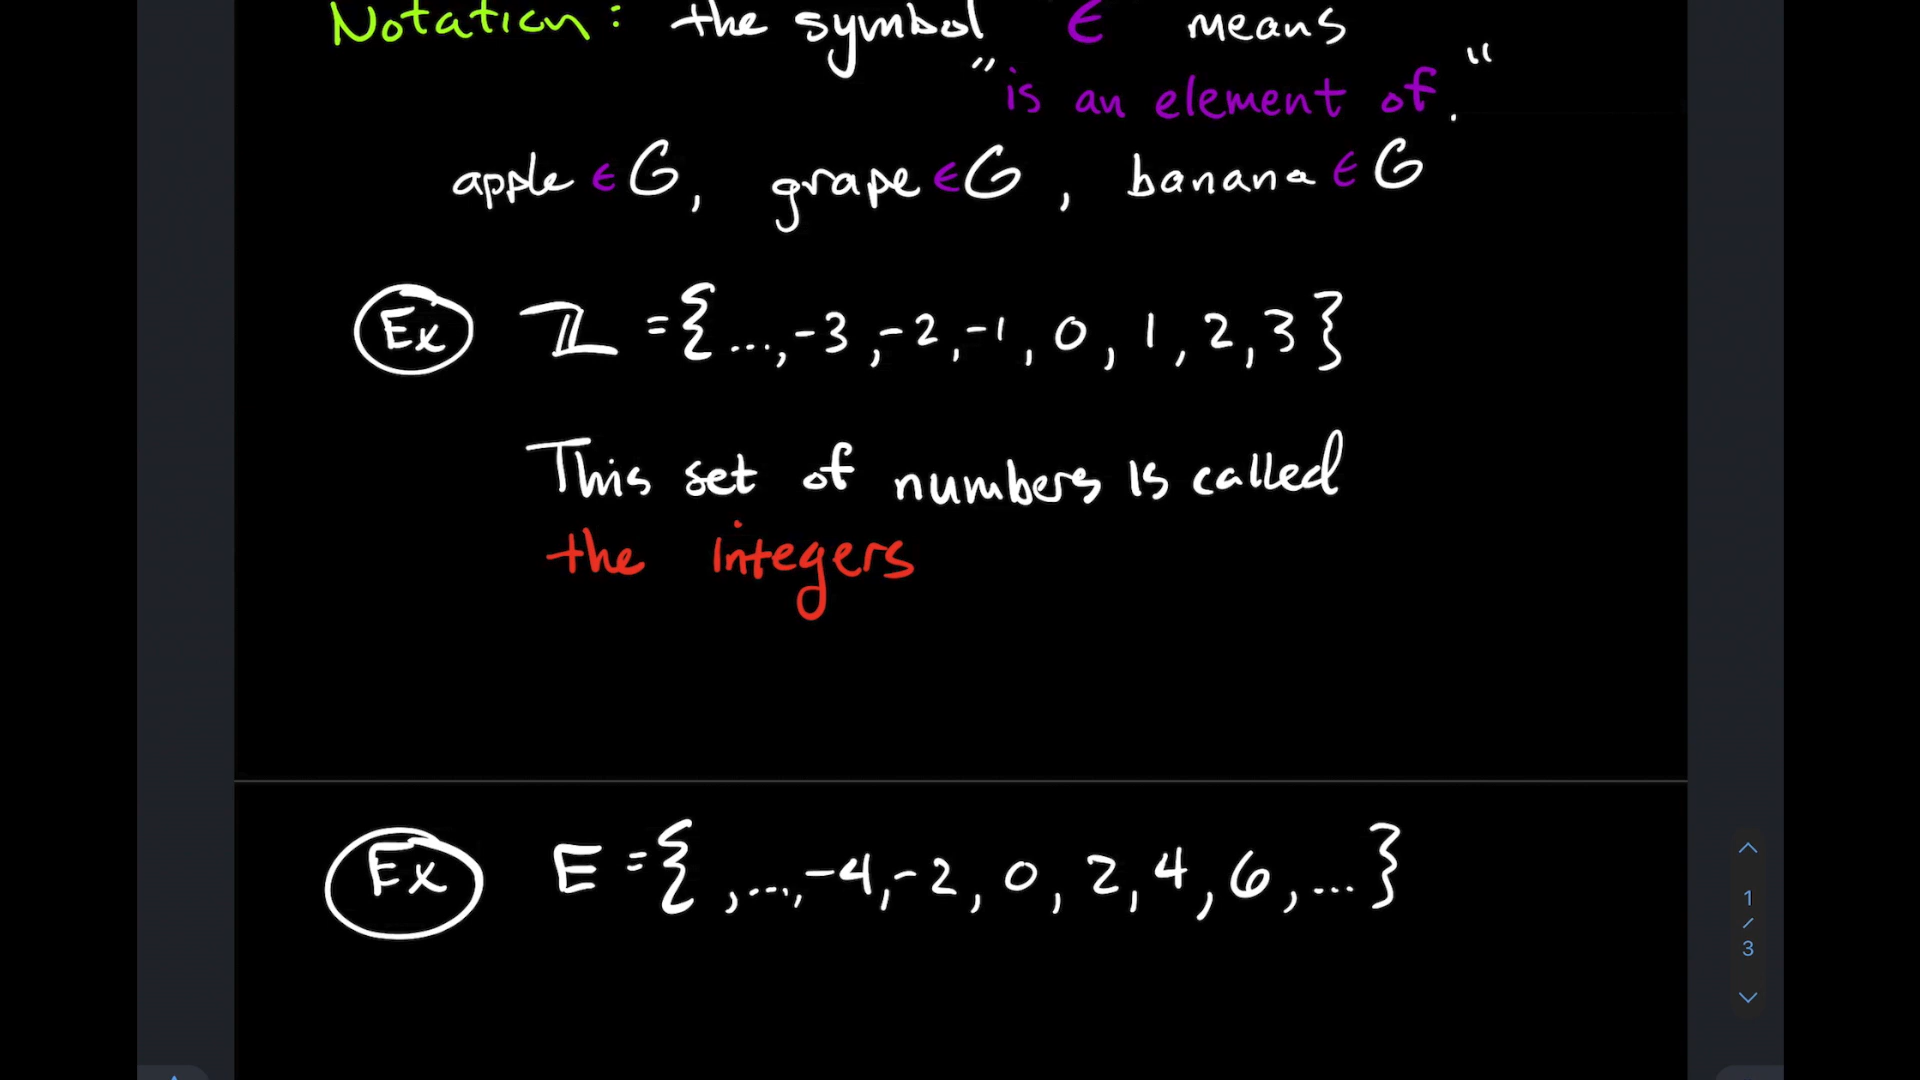 Notation: the symbol ∈ means
"is an element of."
apple ∈ G, grape ∈ G, banana ∈ G
Ex ℤ = {..., -3, -2, -1, 0, 1, 2, 3}
This set of numbers is called
the integers
Ex E = { , ..., -4, -2, 0, 2, 4, 6, ... }
1
/
3